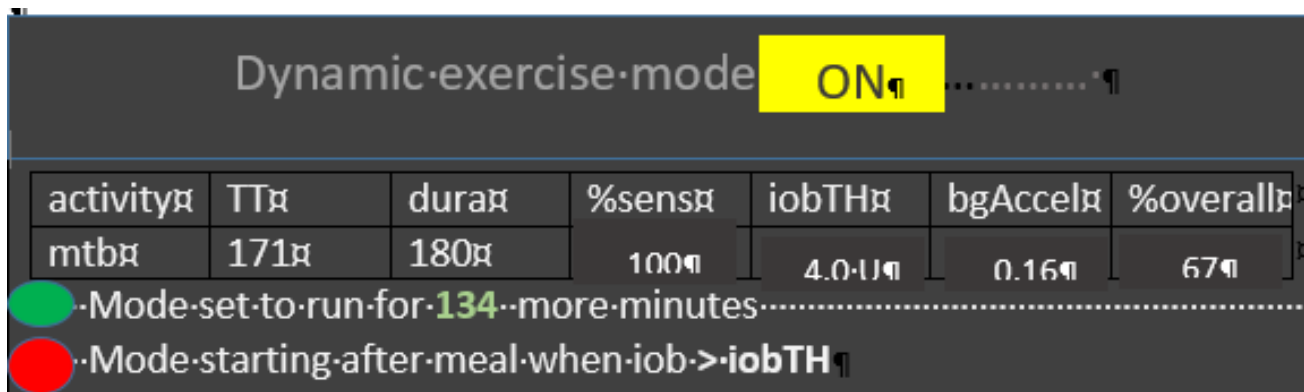 Dynamic·exercise·mode ON¶ ...........·¶
activity¤ TT¤ dura¤ %sens¤ iobTH¤ bgAccel¤ %overall¤
mtb¤ 171¤ 180¤ 100¶ 4.0·U¶ 0.16¶ 67¶
··Mode·set·to·run·for·134··more·minutes
··Mode·starting·after·meal·when·iob·>·iobTH¶